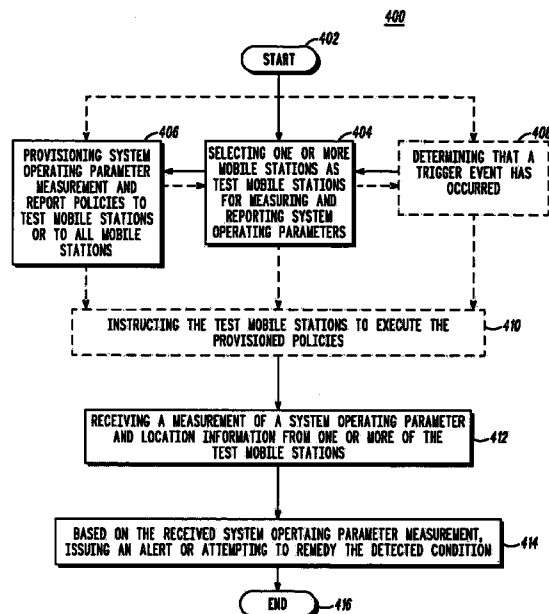 400
402
START
406
PROVISIONING SYSTEM
OPERATING PARAMETER
MEASUREMENT AND
REPORT POLICIES TO
TEST MOBILE STATIONS
OR TO ALL MOBILE
STATIONS
404
SELECTING ONE OR MORE
MOBILE STATIONS AS
TEST MOBILE STATIONS
FOR MEASURING AND
REPORTING SYSTEM
OPERATING PARAMETERS
408
DETERMINING THAT A
TRIGGER EVENT HAS
OCCURRED
INSTRUCTING THE TEST MOBILE STATIONS TO EXECUTE THE
PROVISIONED POLICIES
410
RECEIVING A MEASUREMENT OF A SYSTEM OPERATING PARAMETER
AND LOCATION INFORMATION FROM ONE OR MORE OF THE
TEST MOBILE STATIONS
412
BASED ON THE RECEIVED SYSTEM OPERTAING PARAMETER MEASUREMENT,
ISSUING AN ALERT OR ATTEMPTING TO REMEDY THE DETECTED CONDITION
414
END
416